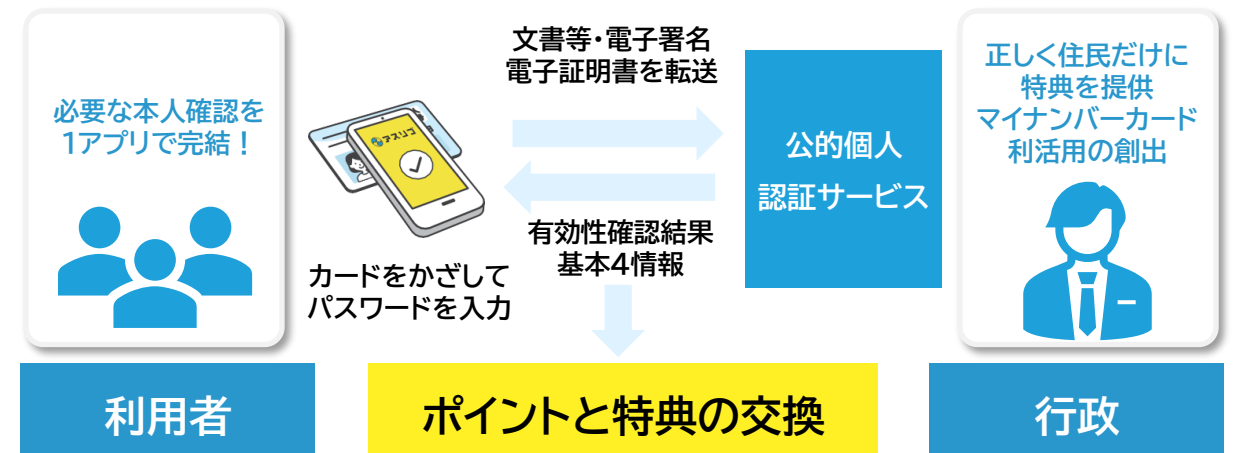 必要な本人確認を
1アプリで完結！
アスリブ
カードをかざして
パスワードを入力
文書等・電子署名
電子証明書を転送
有効性確認結果
基本4情報
公的個人
認証サービス
正しく住民だけに
特典を提供
マイナンバーカード
利活用の創出
利用者
ポイントと特典の交換
行政